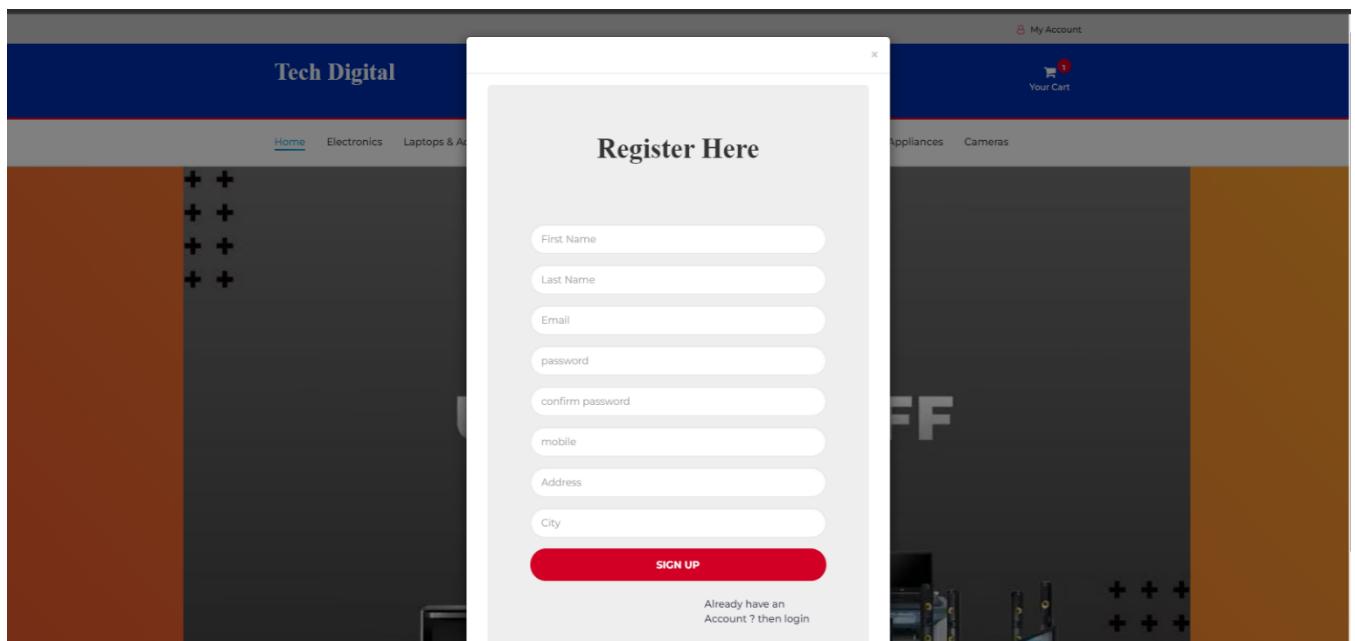 My Account
Tech Digital
1
Your Cart
Home Electronics Laptops & Ac
Appliances Cameras
×
Register Here
First Name
Last Name
Email
password
confirm password
mobile
Address
City
SIGN UP
Already have an
Account ? then login
FF